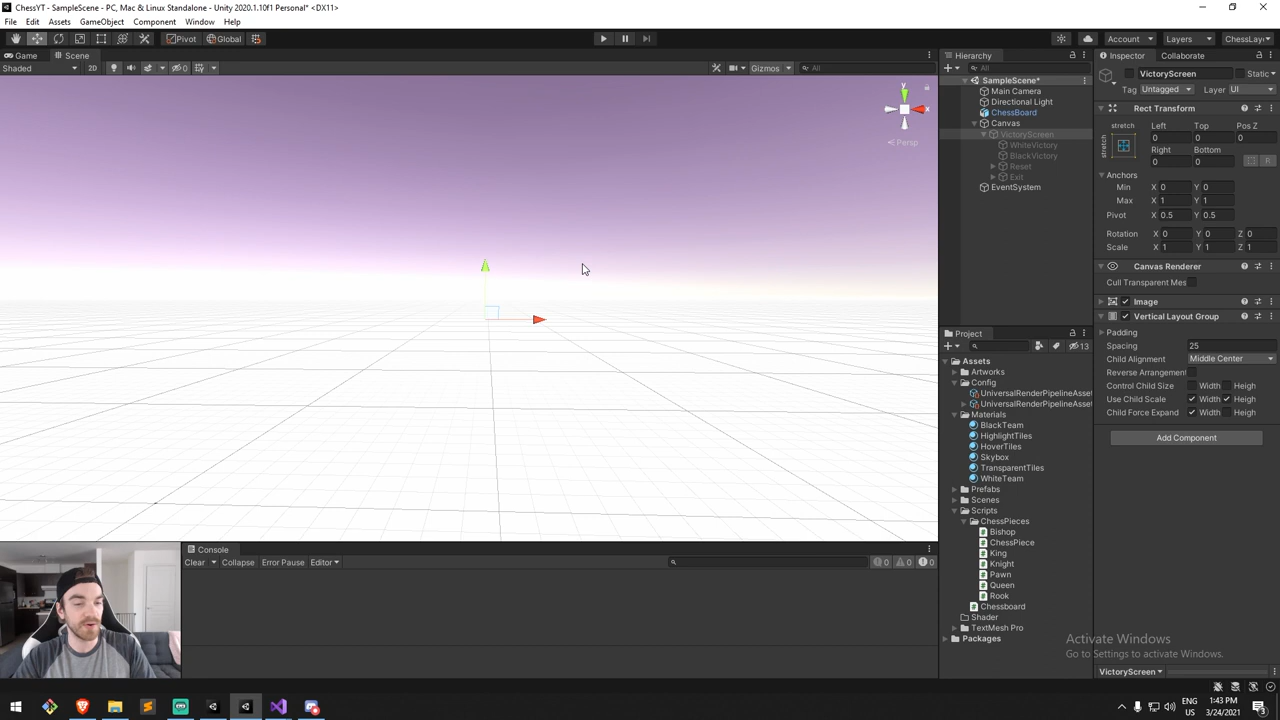 ChessYT - SampleScene - PC, Mac & Linux Standalone - Unity 2020.1.10f1 Personal* <DX11>
File Edit Assets GameObject Component Window Help
Pivot Global Account Layers ChessLay
Game Scene
Shaded 2D 0 Gizmos All
y
x
Persp
Hierarchy
All
SampleScene*
Main Camera
Directional Light
ChessBoard
Canvas
VictoryScreen
WhiteVictory
BlackVictory
Reset
Exit
EventSystem
Project
13
Assets
Artworks
Config
UniversalRenderPipelineAsset
UniversalRenderPipelineAsset
Materials
BlackTeam
HighlightTiles
HoverTiles
Skybox
TransparentTiles
WhiteTeam
Prefabs
Scenes
Scripts
ChessPieces
Bishop
ChessPiece
King
Knight
Pawn
Queen
Rook
Chessboard
Shader
TextMesh Pro
Packages
Inspector Collaborate
VictoryScreen Static
Tag Untagged Layer UI
Rect Transform
stretch Left Top Pos Z
stretch 0 0 0
Right Bottom
0 0 R
Anchors
Min X 0 Y 0
Max X 1 Y 1
Pivot X 0.5 Y 0.5
Rotation X 0 Y 0 Z 0
Scale X 1 Y 1 Z 1
Canvas Renderer
Cull Transparent Mes
Image
Vertical Layout Group
Padding
Spacing 25
Child Alignment Middle Center
Reverse Arrangement
Control Child Size Width Heigh
Use Child Scale Width Heigh
Child Force Expand Width Heigh
Add Component
Activate Windows
Go to Settings to activate Windows.
VictoryScreen
Console
Clear Collapse Error Pause Editor 0 0 0
ENG 1:43 PM
US 3/24/2021
3